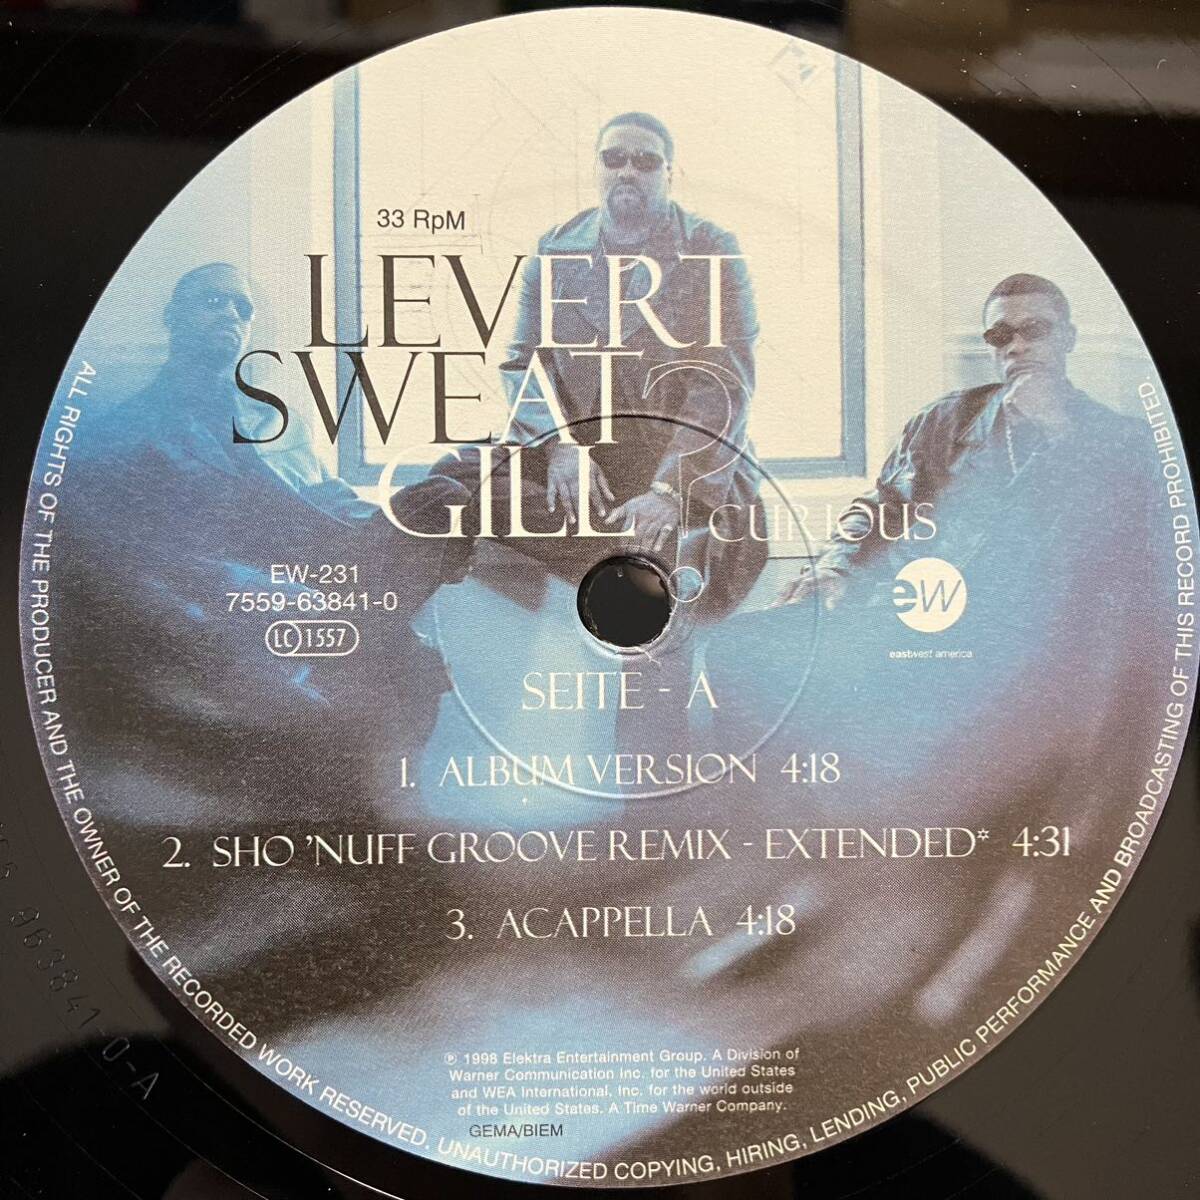 33 RpM
LEVERT
SWEAT
GILL
?
CURIOUS
EW-231
7559-63841-0
LC 1557
eW
eastwest america
SEITE - A
1. ALBUM VERSION 4:18
2. SHO 'NUFF GROOVE REMIX - EXTENDED* 4:31
3. ACAPPELLA 4:18
℗ 1998 Elektra Entertainment Group. A Division of
Warner Communication Inc. for the United States
and WEA International, Inc. for the world outside
of the United States. A Time Warner Company.
GEMA/BIEM
ALL RIGHTS OF THE PRODUCER AND THE OWNER OF THE RECORDED WORK RESERVED. UNAUTHORIZED COPYING, HIRING, LENDING, PUBLIC PERFORMANCE AND BROADCASTING OF THIS RECORD PROHIBITED.
963841 0-A